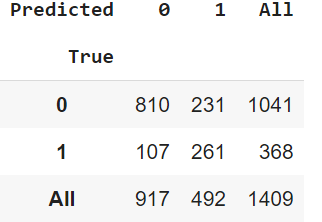 Predicted 0 1 All
True
0 810 231 1041
1 107 261 368
All 917 492 1409